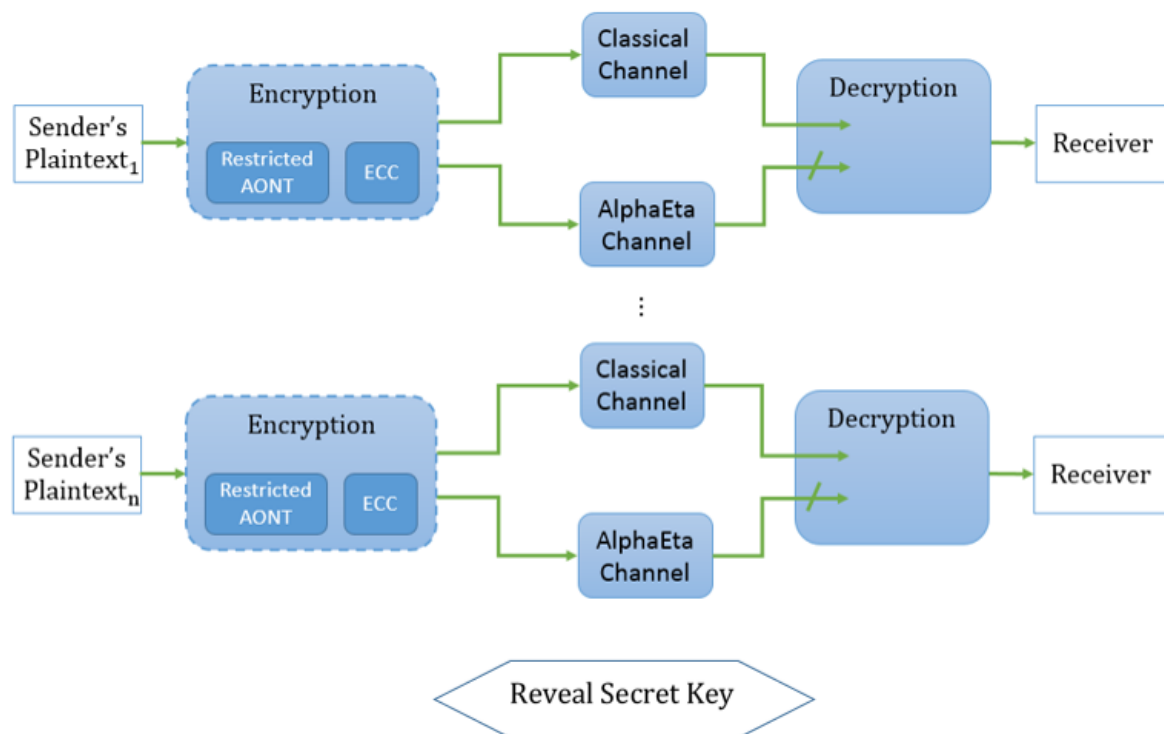 Classical
Channel
Encryption
Decryption
Sender's
Plaintext₁
Restricted
AONT
ECC
Receiver
AlphaEta
Channel
⋮
Classical
Channel
Encryption
Decryption
Sender's
Plaintextₙ
Restricted
AONT
ECC
Receiver
AlphaEta
Channel
Reveal Secret Key